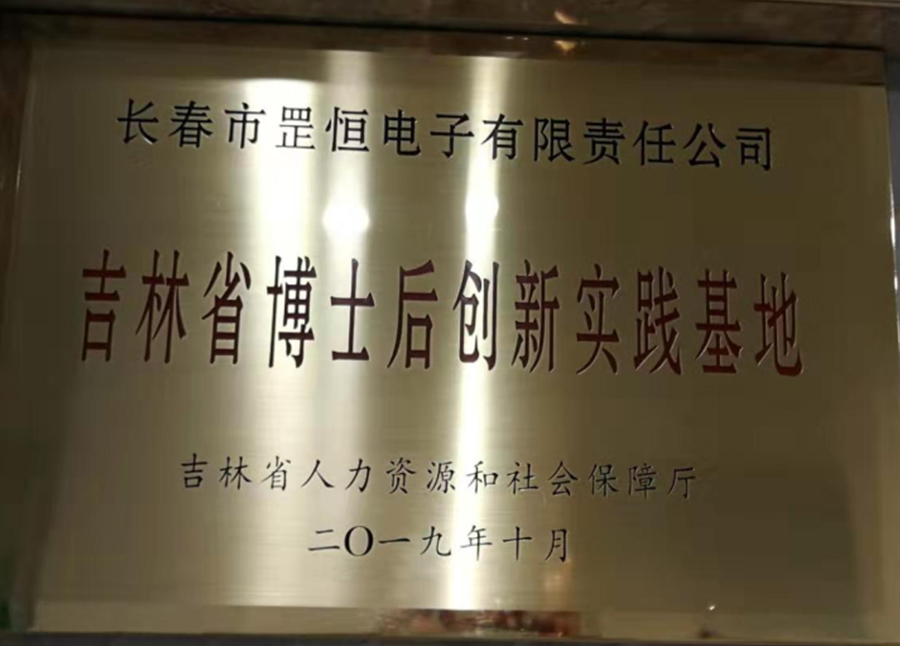 长春市罡恒电子有限责任公司
吉林省博士后创新实践基地
吉林省人力资源和社会保障厅
二〇一九年十月